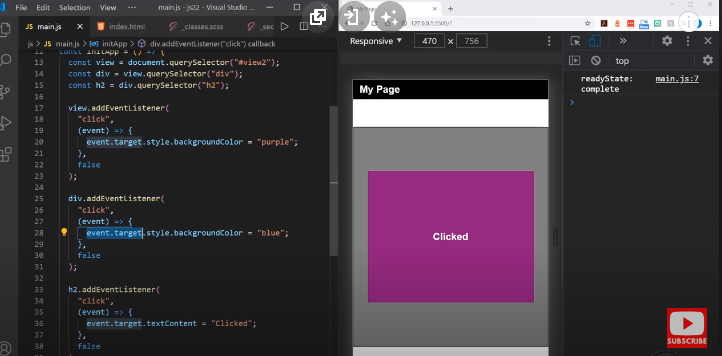 File Edit Selection View ··· main.js - js22 - Visual Studio ...
main.js
index.html
_classes.scss
_sec
js > main.js > initApp > div.addEventListener("click") callback
12 const initApp = () => {
13 const view = document.querySelector("#view2");
14 const div = view.querySelector("div");
15 const h2 = div.querySelector("h2");
16
17 view.addEventListener(
18 "click",
19 (event) => {
20 event.target.style.backgroundColor = "purple";
21 },
22 false
23 );
24
25 div.addEventListener(
26 "click",
27 (event) => {
28 event.target.style.backgroundColor = "blue";
29 },
30 false
31 );
32
33 h2.addEventListener(
34 "click",
35 (event) => {
36 event.target.textContent = "Clicked";
37 },
38 false
My Page
127.0.0.1:5500/?
Responsive ▼ 470 × 756
My Page
Clicked
top
readyState: main.js:7
complete
SUBSCRIBE